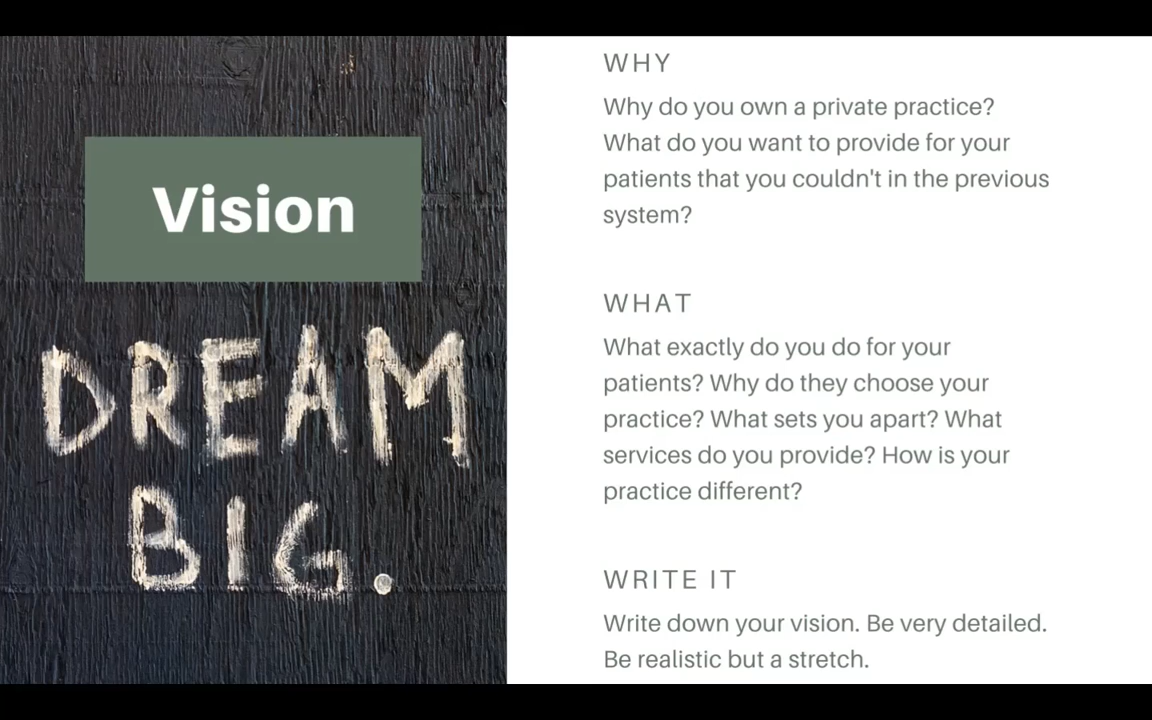 Vision
DREAM
BIG.
WHY
Why do you own a private practice?
What do you want to provide for your
patients that you couldn't in the previous
system?
WHAT
What exactly do you do for your
patients? Why do they choose your
practice? What sets you apart? What
services do you provide? How is your
practice different?
WRITE IT
Write down your vision. Be very detailed.
Be realistic but a stretch.